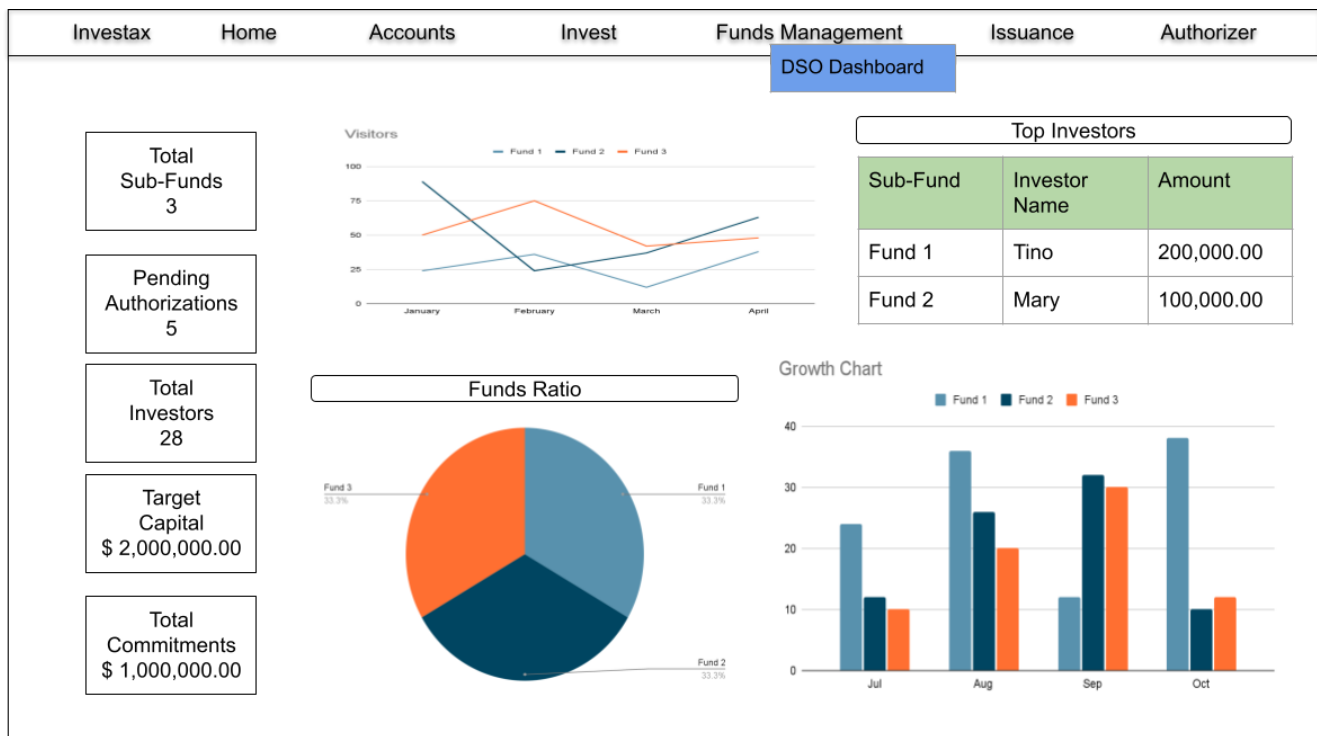 Investax Home Accounts Invest Funds Management Issuance Authorizer
DSO Dashboard
Total
Sub-Funds
3
Pending
Authorizations
5
Total
Investors
28
Target
Capital
$ 2,000,000.00
Total
Commitments
$ 1,000,000.00
Visitors
Fund 1 Fund 2 Fund 3
100
75
50
25
0
January February March April
Top Investors
Sub-Fund Investor Name Amount
Fund 1 Tino 200,000.00
Fund 2 Mary 100,000.00
Funds Ratio
Fund 3
33.3%
Fund 1
33.3%
Fund 2
33.3%
Growth Chart
Fund 1 Fund 2 Fund 3
40
30
20
10
0
Jul Aug Sep Oct